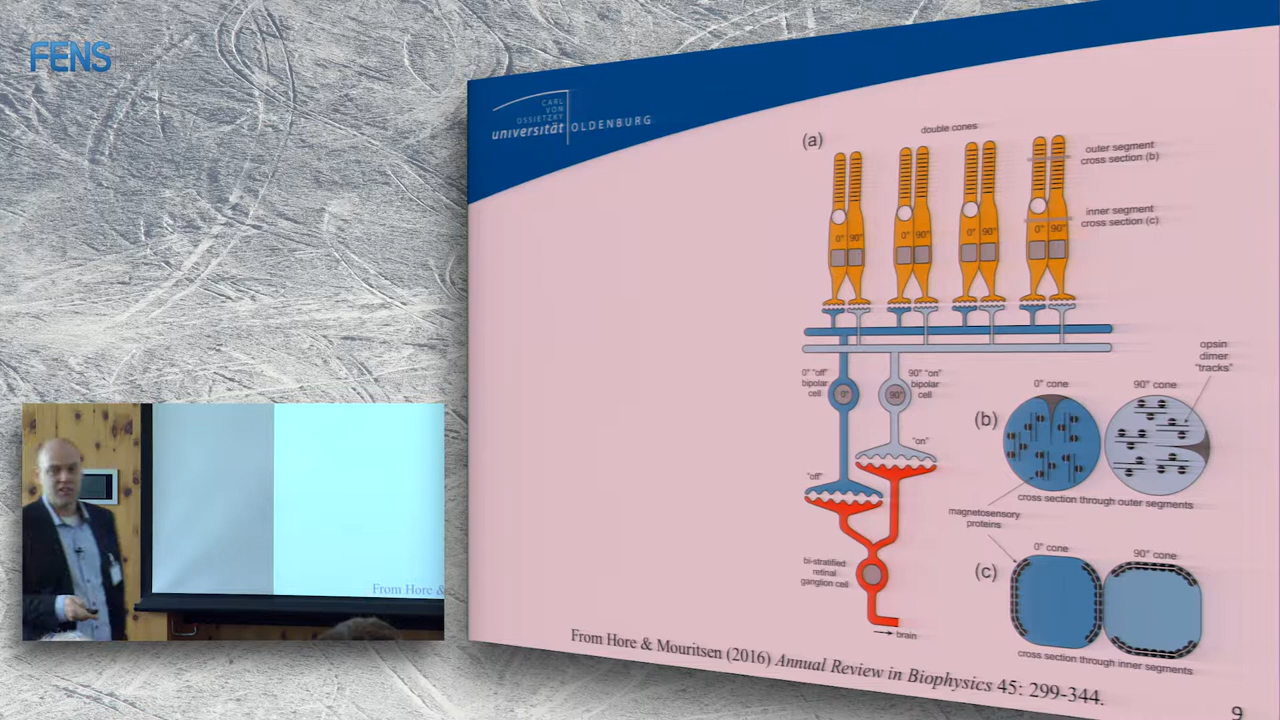 FENS
CARL
VON
OSSIETZKY
universität OLDENBURG
(a)
double cones
outer segment
cross section (b)
inner segment
cross section (c)
0° 90°
0° 90°
0° 90°
0° 90°
0° "off"
bipolar
cell
0°
90° "on"
bipolar
cell
90°
"on"
"off"
bi-stratified
retinal
ganglion cell
brain
opsin
dimer
"tracks"
0° cone
90° cone
(b)
cross section through outer segments
magnetosensory
proteins
0° cone
90° cone
(c)
cross section through inner segments
From Hore & Mouritsen (2016) Annual Review in Biophysics 45: 299-344.
9
From Hore &